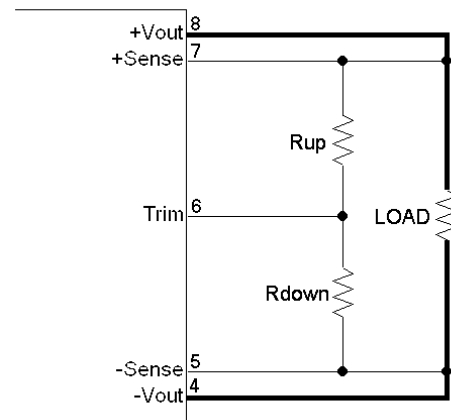 +Vout 8
+Sense 7
Rup
Trim 6
LOAD
Rdown
-Sense 5
-Vout 4